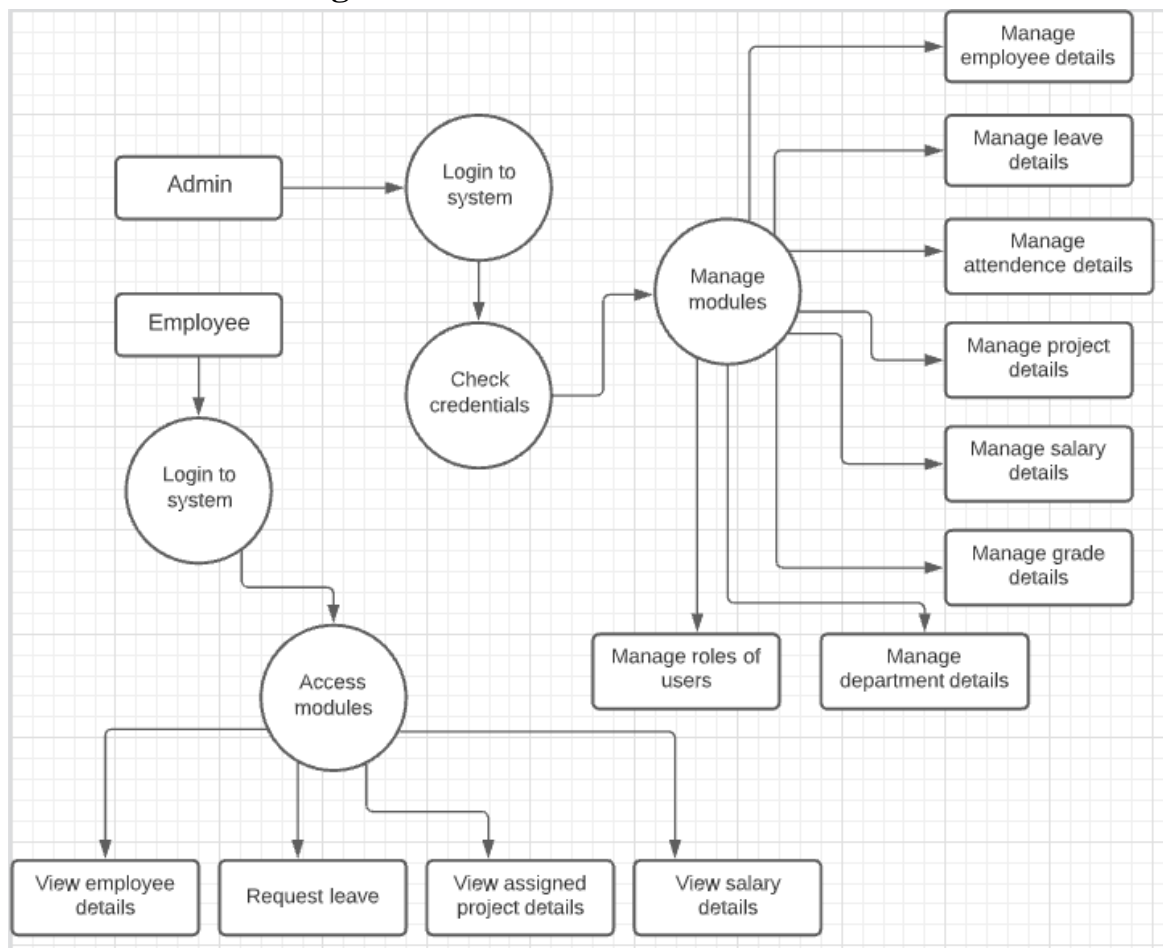 Manage
employee details
Manage leave
details
Admin
Login to
system
Manage
attendence details
Manage
modules
Employee
Manage project
details
Check
credentials
Manage salary
details
Login to
system
Manage grade
details
Manage roles of
users
Manage
department details
Access
modules
View employee
details
Request leave
View assigned
project details
View salary
details